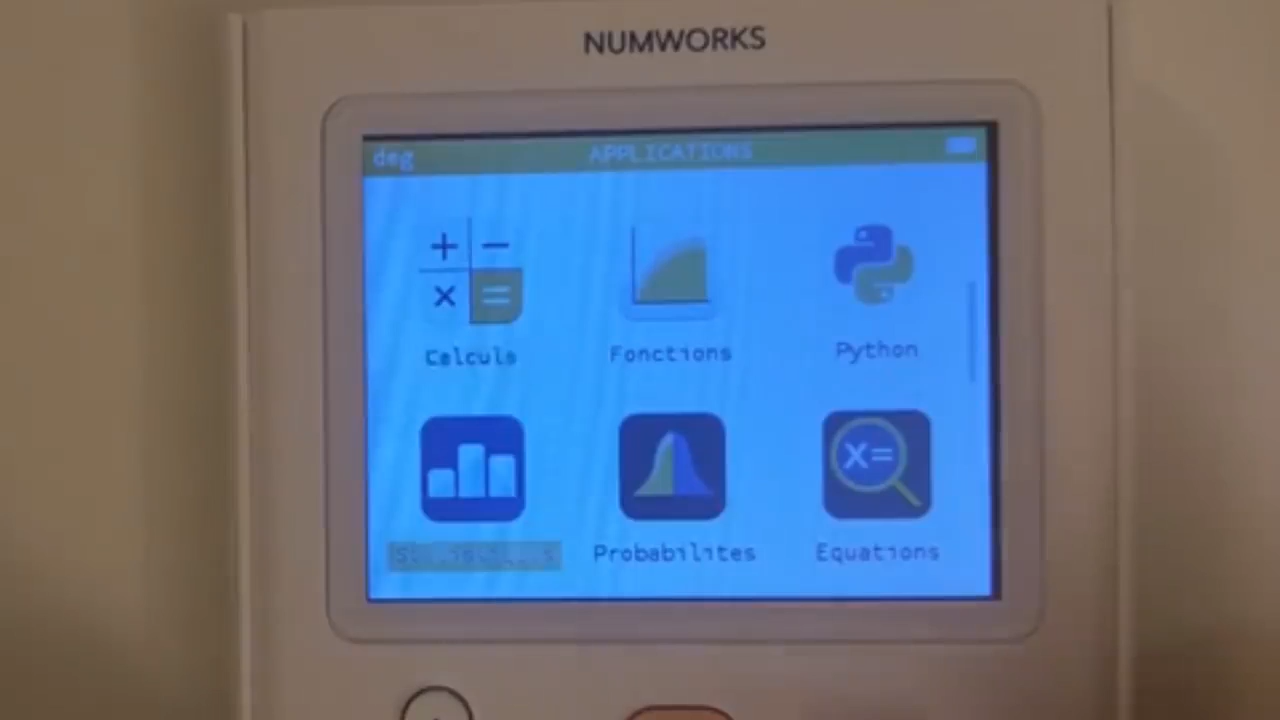 NUMWORKS
deg APPLICATIONS
+ −
× =
Calculs Fonctions Python
X=
Probabilites Equations